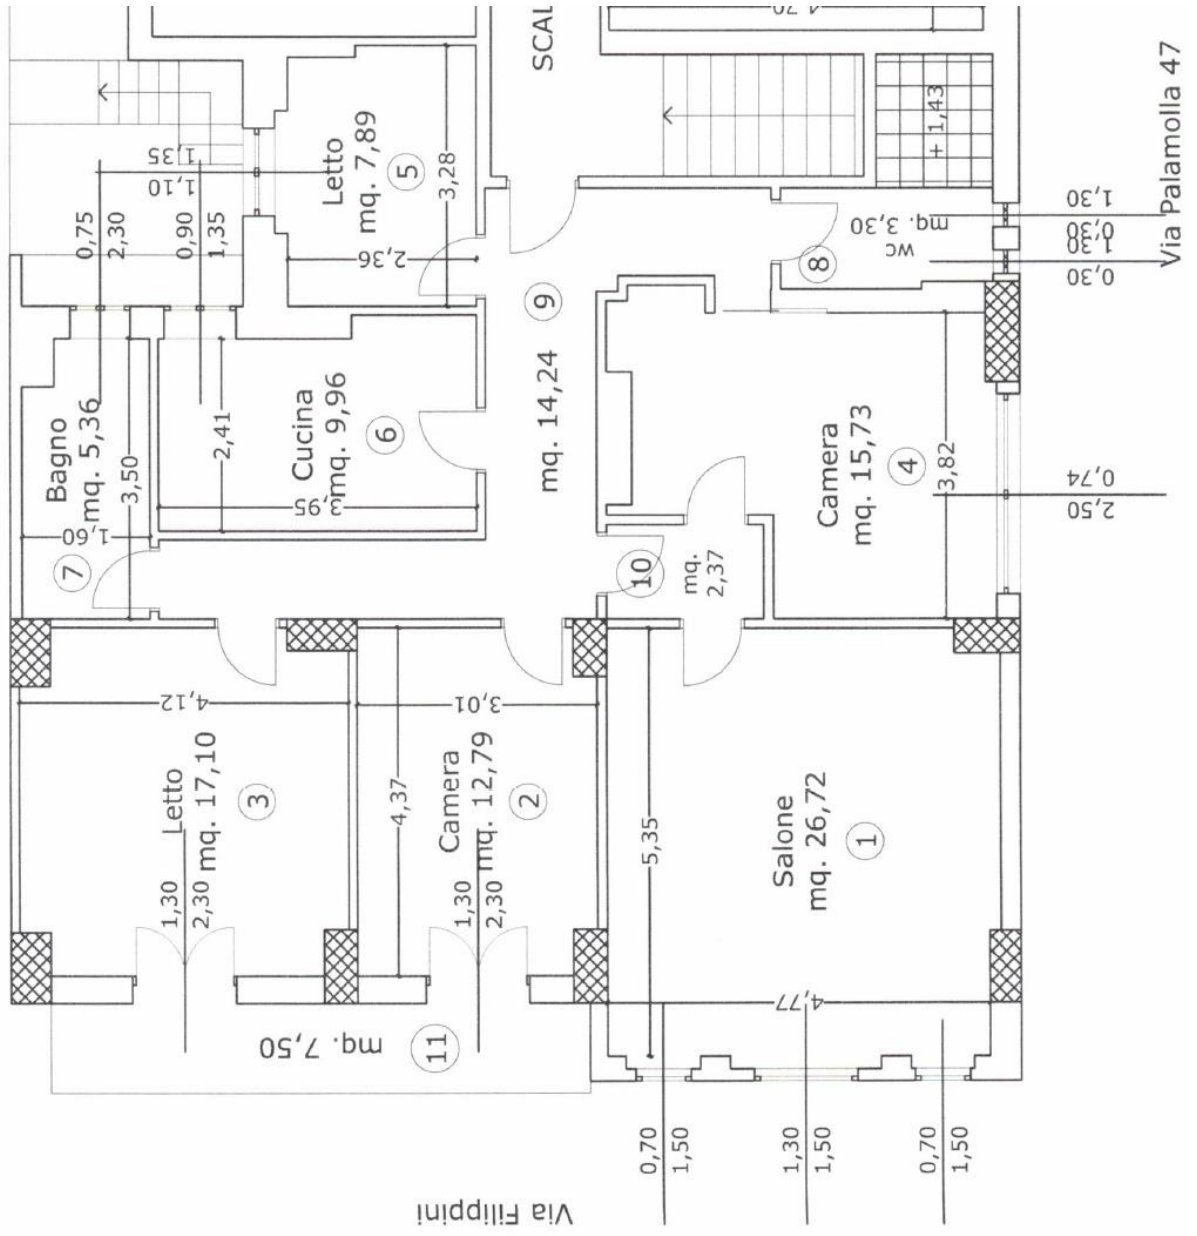 4,70
SCAL
+ 1,43
Via Palamolla 47
1,35
1,10
0,75
2,30
0,90
1,35
Letto
mq. 7,89
5
3,28
2,36
wc
mq. 3,30
8
1,30
0,30
1,30
0,30
9
mq. 14,24
Bagno
mq. 5,36
3,50
1,60
7
2,41
Cucina
mq. 9,96
6
3,95
Camera
mq. 15,73
4
3,82
0,74
2,50
10
mq.
2,37
4,12
Letto
mq. 17,10
3
1,30
2,30
3,01
4,37
Camera
mq. 12,79
2
1,30
2,30
5,35
Salone
mq. 26,72
1
4,77
mq. 7,50
11
0,70
1,50
1,30
1,50
0,70
1,50
Via Filippini